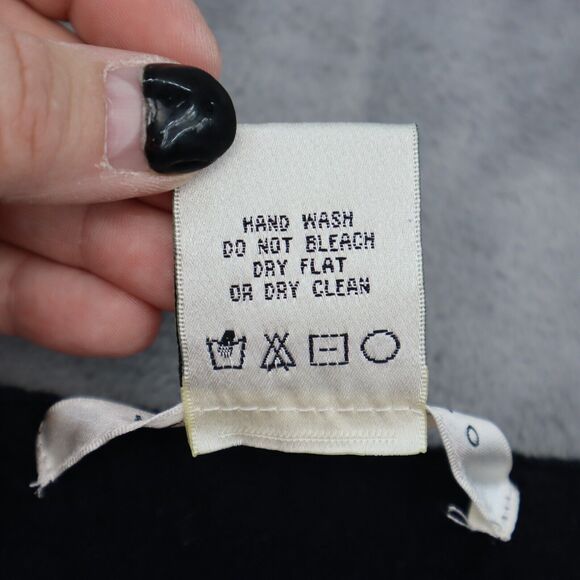 HAND WASH
DO NOT BLEACH
DRY FLAT
OR DRY CLEAN